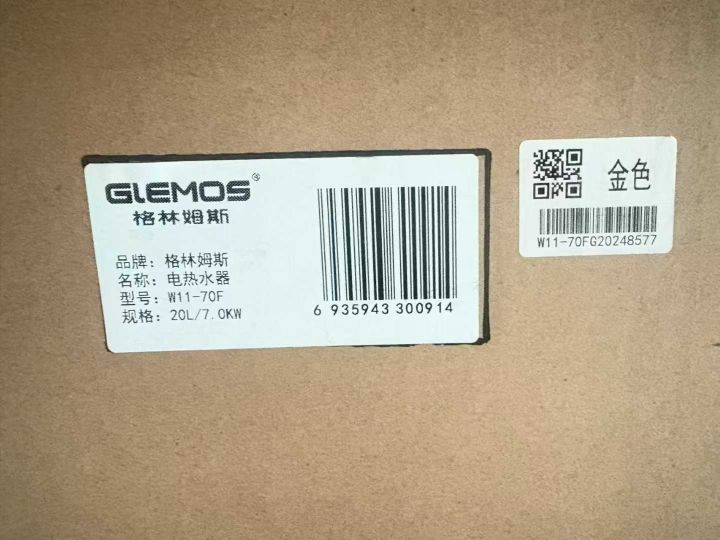 GLEMOS®
格林姆斯
品牌：格林姆斯
名称：电热水器
型号：W11-70F
规格：20L/7.0KW
6 935943 300914
金色
W11-70FG20248577